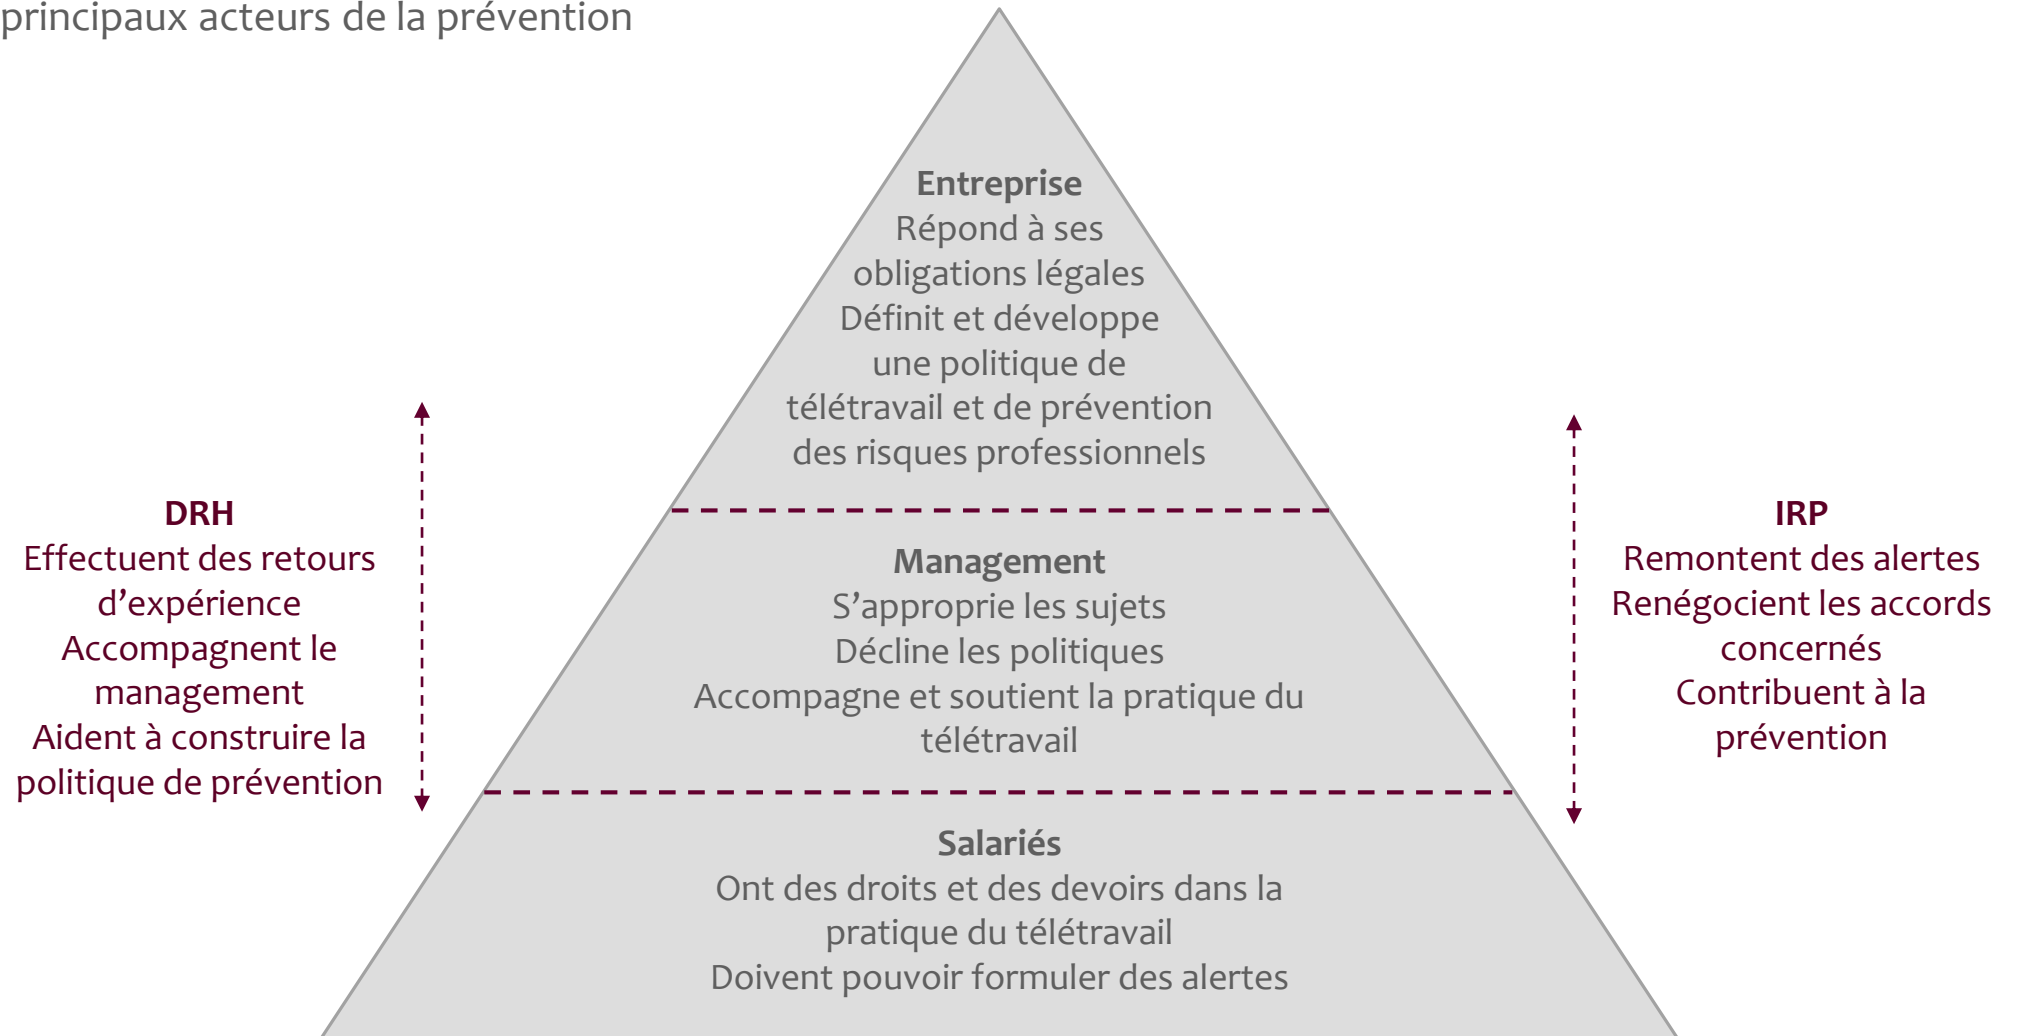 principaux acteurs de la prévention
Entreprise
Répond à ses
obligations légales
Définit et développe
une politique de
télétravail et de prévention
des risques professionnels
DRH
Effectuent des retours
d’expérience
Accompagnent le
management
Aident à construire la
politique de prévention
Management
S’approprie les sujets
Décline les politiques
Accompagne et soutient la pratique du
télétravail
IRP
Remontent des alertes
Renégocient les accords
concernés
Contribuent à la
prévention
Salariés
Ont des droits et des devoirs dans la
pratique du télétravail
Doivent pouvoir formuler des alertes